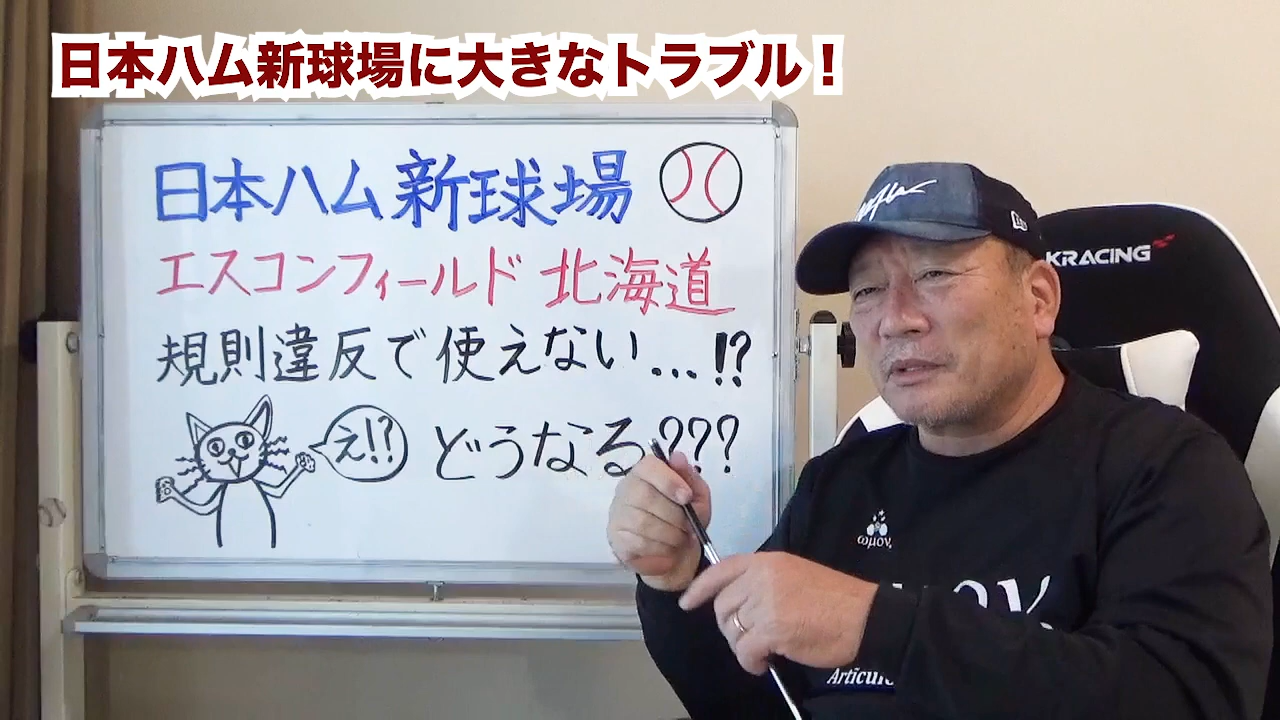 日本ハム新球場に大きなトラブル！
日本ハム新球場
エスコンフィールド 北海道
規則違反で使えない...!?
え!?
どうなる???
KRACING
ωμον,
Articul